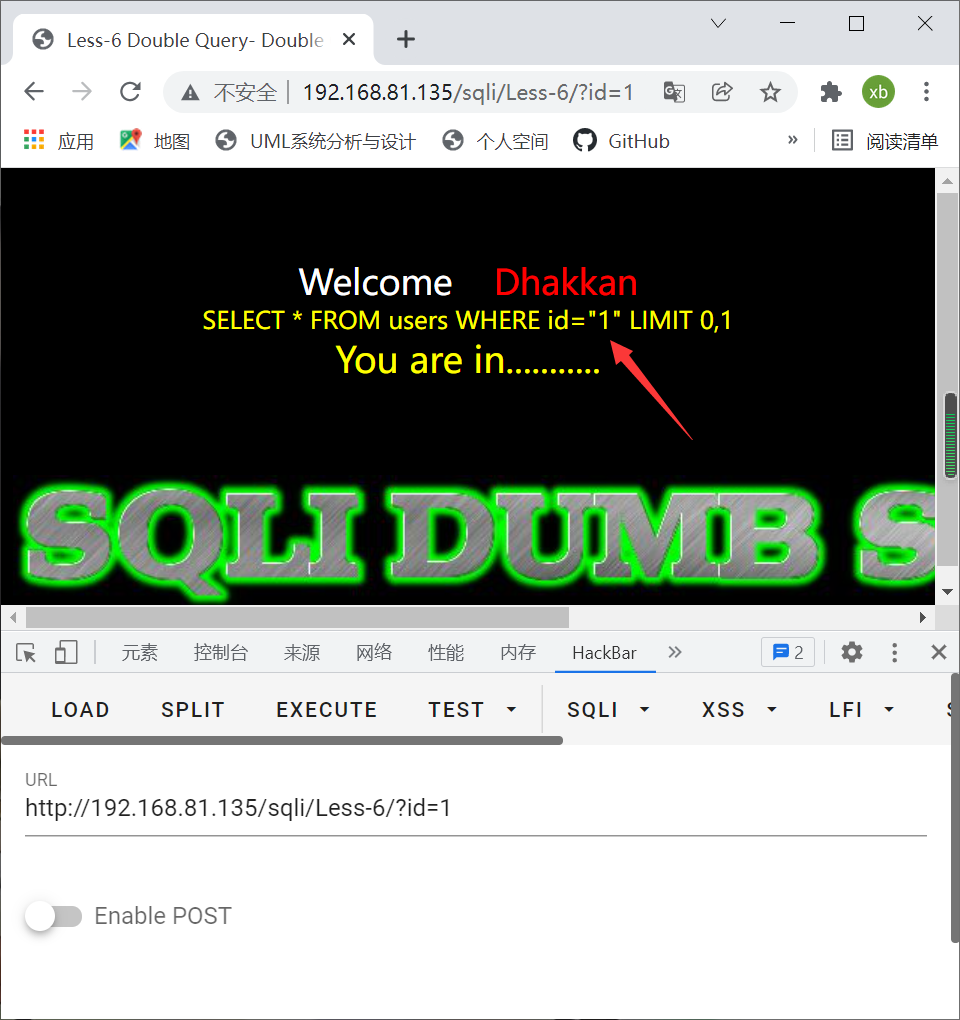 Less-6 Double Query- Double
不安全 192.168.81.135/sqli/Less-6/?id=1 xb
应用 地图 UML系统分析与设计 个人空间 GitHub » 阅读清单
Welcome Dhakkan
SELECT * FROM users WHERE id="1" LIMIT 0,1
You are in...........
SQLI DUMB S
元素 控制台 来源 网络 性能 内存 HackBar 2
LOAD SPLIT EXECUTE TEST SQLI XSS LFI
URL
http://192.168.81.135/sqli/Less-6/?id=1
Enable POST